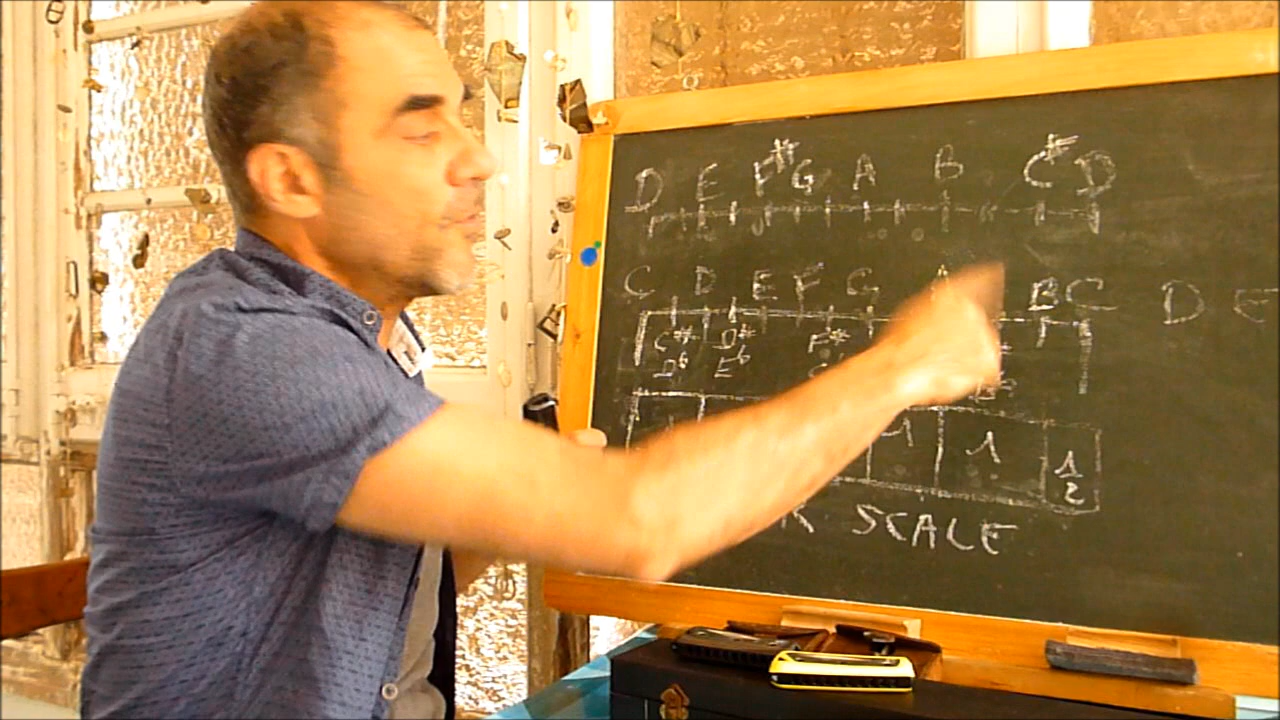 D E F# G A B C# D
C D E F G A B C D E
C# D# F#
Db Eb
1 1 1/2
SCALE